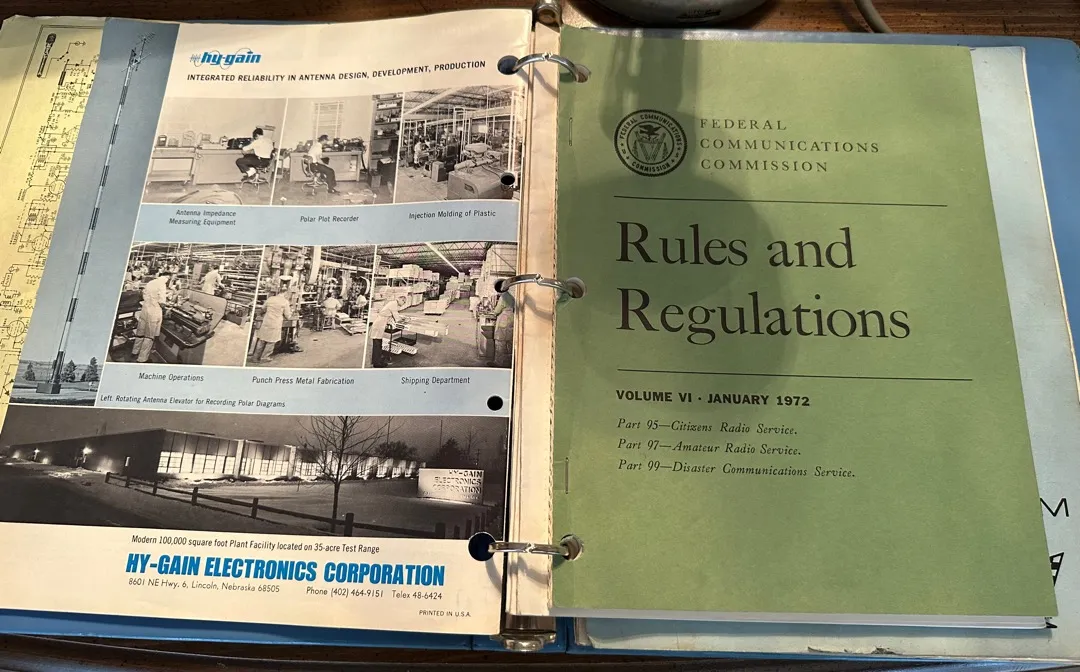 hy-gain
INTEGRATED RELIABILITY IN ANTENNA DESIGN, DEVELOPMENT, PRODUCTION
Antenna Impedance
Measuring Equipment
Polar Plot Recorder
Injection Molding of Plastic
Machine Operations
Punch Press Metal Fabrication
Shipping Department
Left: Rotating Antenna Elevator for Recording Polar Diagrams
HY-GAIN
ELECTRONICS
CORPORATION
Modern 100,000 square foot Plant Facility located on 35-acre Test Range
HY-GAIN ELECTRONICS CORPORATION
8601 NE Hwy. 6, Lincoln, Nebraska 68505 Phone (402) 464-9151 Telex 48-6424
PRINTED IN U.S.A.
FEDERAL COMMUNICATIONS COMMISSION
FEDERAL
COMMUNICATIONS
COMMISSION
Rules and
Regulations
VOLUME VI · JANUARY 1972
Part 95—Citizens Radio Service.
Part 97—Amateur Radio Service.
Part 99—Disaster Communications Service.
M